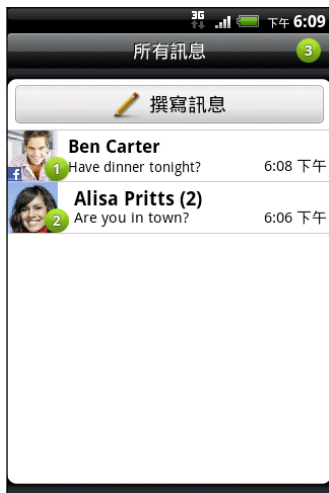 3G 下午 6:09
所有訊息 3
撰寫訊息
Ben Carter
1 Have dinner tonight? 6:08 下午
Alisa Pritts (2)
2 Are you in town? 6:06 下午